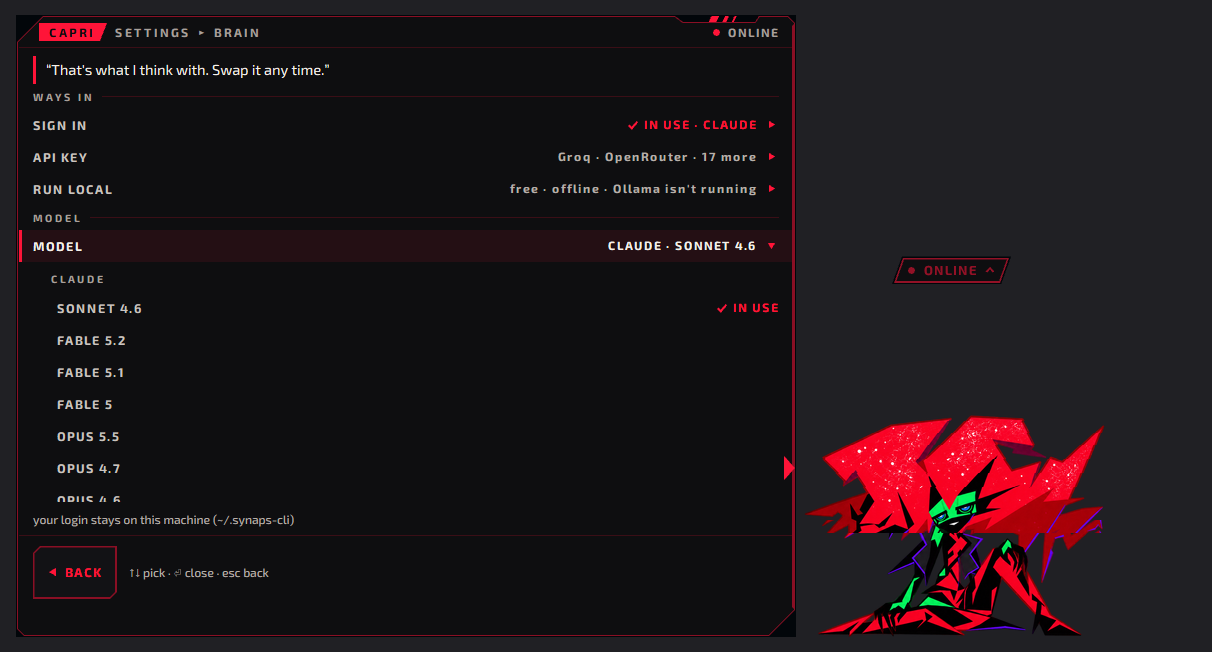 CAPRI SETTINGS ▸ BRAIN ONLINE
“That's what I think with. Swap it any time.”
WAYS IN
SIGN IN ✓ IN USE · CLAUDE ▸
API KEY Groq · OpenRouter · 17 more ▸
RUN LOCAL free · offline · Ollama isn't running ▸
MODEL
MODEL CLAUDE · SONNET 4.6 ▾
CLAUDE
SONNET 4.6 ✓ IN USE
FABLE 5.2
FABLE 5.1
FABLE 5
OPUS 5.5
OPUS 4.7
OPUS 4.6
your login stays on this machine (~/.synaps-cli)
◂ BACK ↑↓ pick · ⏎ close · esc back
ONLINE